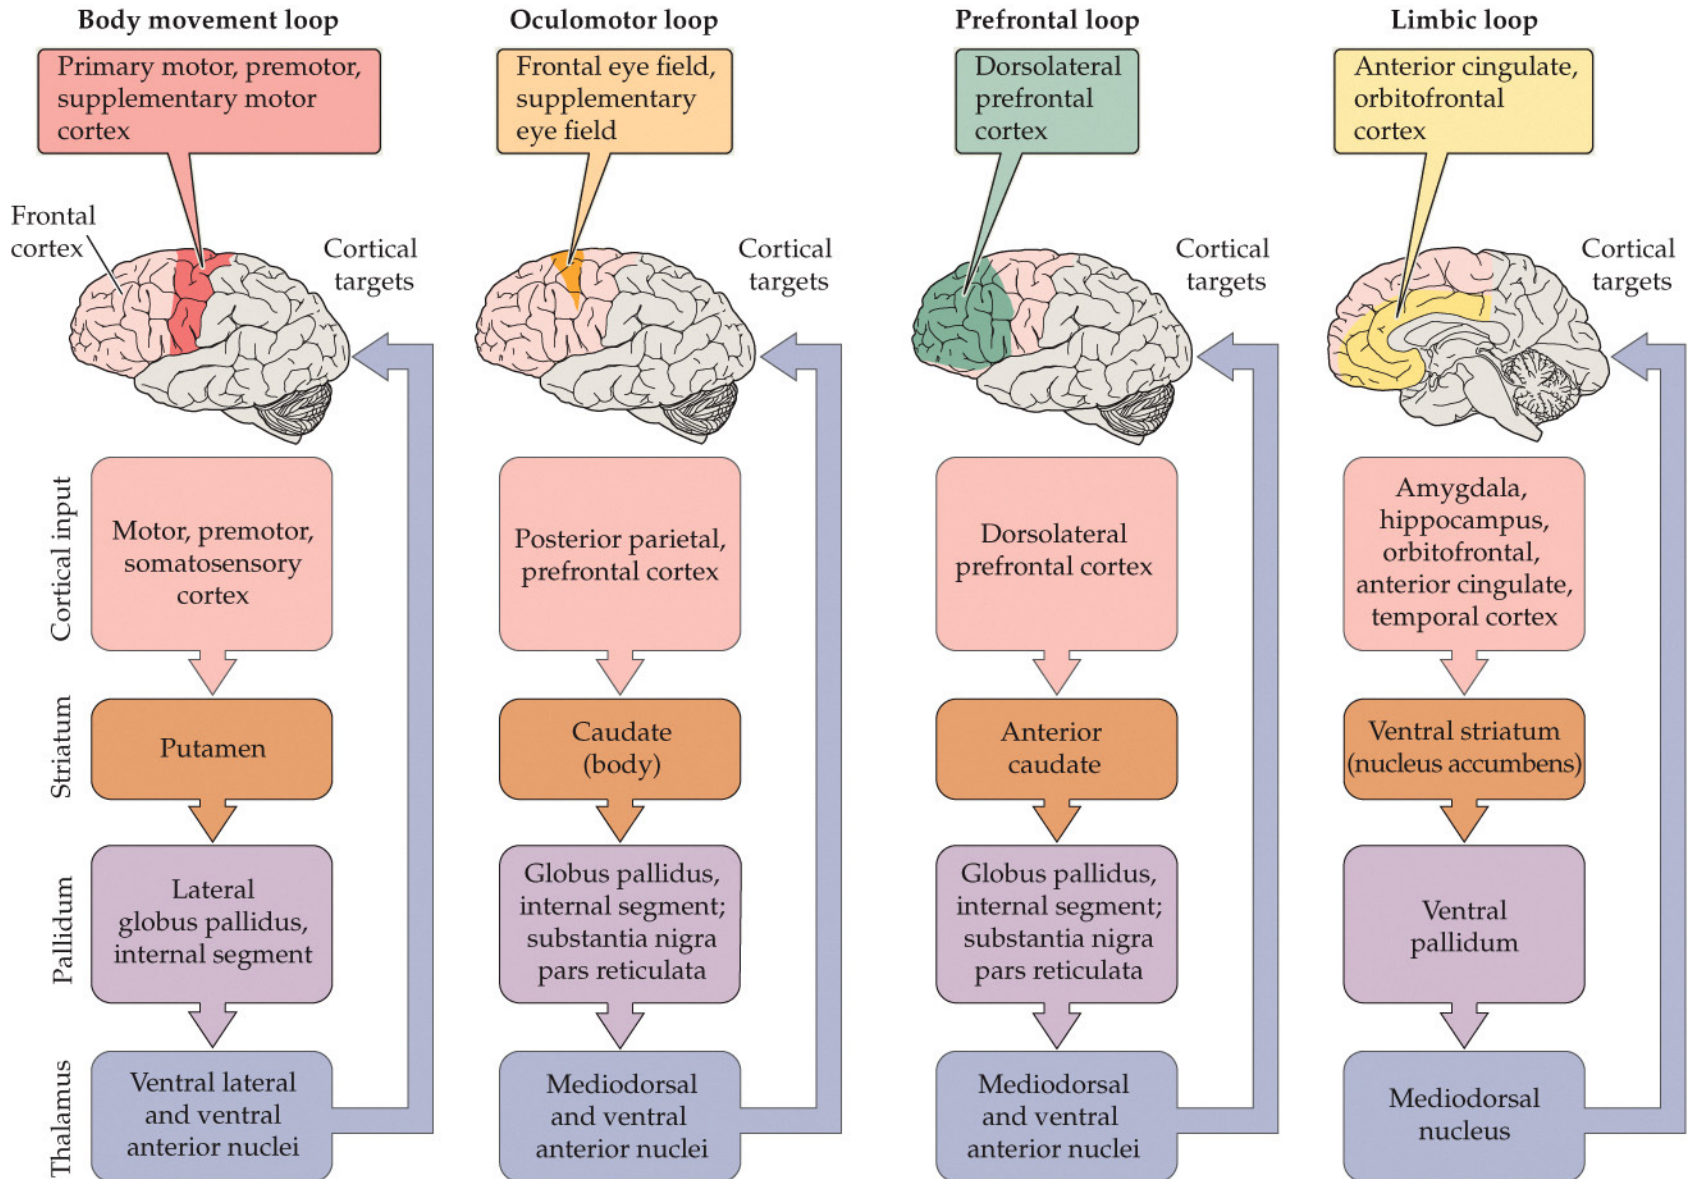 Body movement loop
Primary motor, premotor,
supplementary motor
cortex
Frontal
cortex
Cortical
targets
Oculomotor loop
Frontal eye field,
supplementary
eye field
Cortical
targets
Prefrontal loop
Dorsolateral
prefrontal
cortex
Cortical
targets
Limbic loop
Anterior cingulate,
orbitofrontal
cortex
Cortical
targets
Cortical input
Motor, premotor,
somatosensory
cortex
Posterior parietal,
prefrontal cortex
Dorsolateral
prefrontal cortex
Amygdala,
hippocampus,
orbitofrontal,
anterior cingulate,
temporal cortex
Striatum
Putamen
Caudate
(body)
Anterior
caudate
Ventral striatum
(nucleus accumbens)
Pallidum
Lateral
globus pallidus,
internal segment
Globus pallidus,
internal segment;
substantia nigra
pars reticulata
Globus pallidus,
internal segment;
substantia nigra
pars reticulata
Ventral
pallidum
Thalamus
Ventral lateral
and ventral
anterior nuclei
Mediodorsal
and ventral
anterior nuclei
Mediodorsal
and ventral
anterior nuclei
Mediodorsal
nucleus